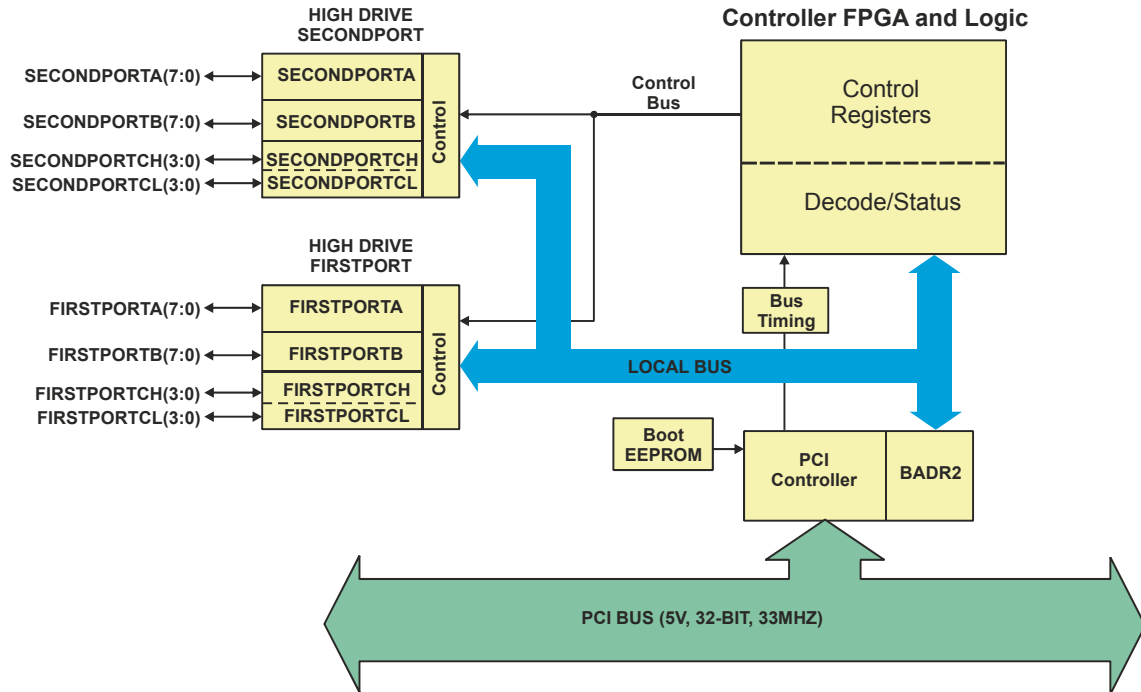 HIGH DRIVE
SECONDPORT
Controller FPGA and Logic
SECONDPORTA(7:0)
SECONDPORTA
SECONDPORTB(7:0)
SECONDPORTB
SECONDPORTCH(3:0)
SECONDPORTCH
SECONDPORTCL(3:0)
SECONDPORTCL
Control
Control
Bus
Control
Registers
Decode/Status
HIGH DRIVE
FIRSTPORT
FIRSTPORTA(7:0)
FIRSTPORTA
FIRSTPORTB(7:0)
FIRSTPORTB
FIRSTPORTCH(3:0)
FIRSTPORTCH
FIRSTPORTCL(3:0)
FIRSTPORTCL
Control
Bus
Timing
LOCAL BUS
Boot
EEPROM
PCI
Controller
BADR2
PCI BUS (5V, 32-BIT, 33MHZ)